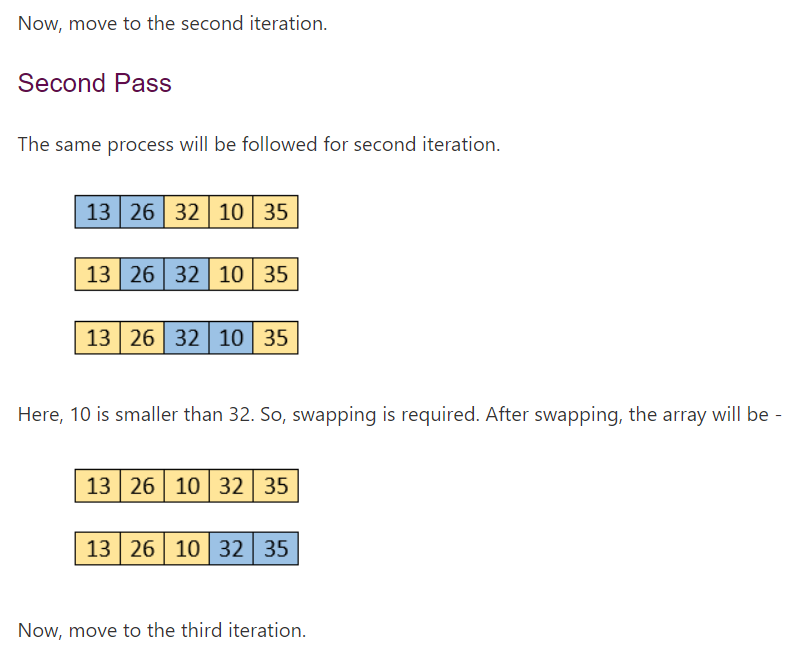 Now, move to the second iteration.
Second Pass
The same process will be followed for second iteration.
13 26 32 10 35
13 26 32 10 35
13 26 32 10 35
Here, 10 is smaller than 32. So, swapping is required. After swapping, the array will be -
13 26 10 32 35
13 26 10 32 35
Now, move to the third iteration.